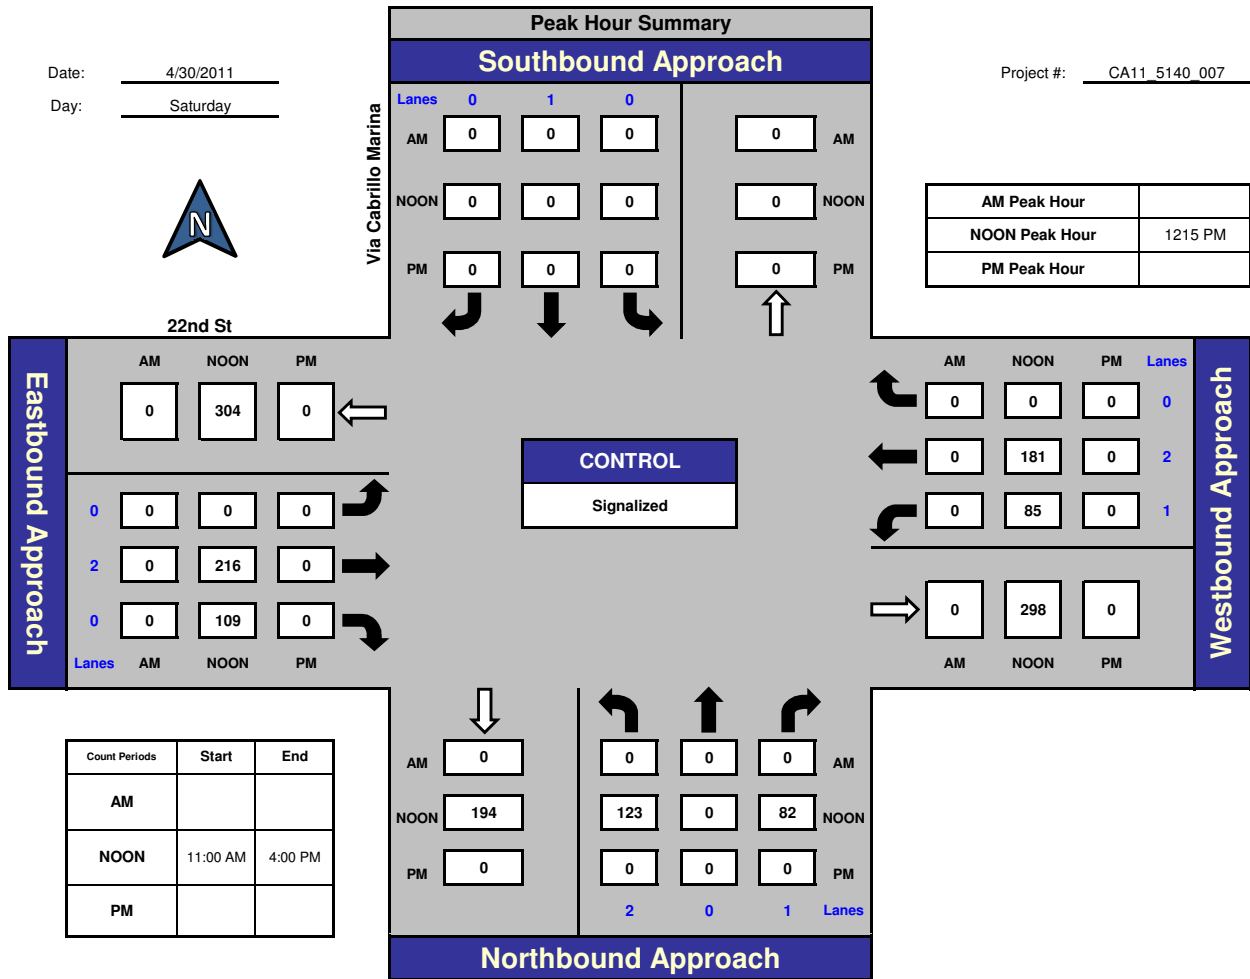 Peak Hour Summary
Southbound Approach
Date: 4/30/2011
Day: Saturday
Project #: CA11_5140_007
Via Cabrillo Marina
N
22nd St
Lanes 0 1 0
AM 0 0 0 0 AM
NOON 0 0 0 0 NOON
PM 0 0 0 0 PM
AM Peak Hour
NOON Peak Hour 1215 PM
PM Peak Hour
Eastbound Approach
AM NOON PM
0 304 0
0 0 0 0
2 0 216 0
0 0 109 0
Lanes AM NOON PM
CONTROL
Signalized
AM NOON PM Lanes
0 0 0 0
0 181 0 2
0 85 0 1
0 298 0
AM NOON PM
Westbound Approach
Count Periods Start End
AM
NOON 11:00 AM 4:00 PM
PM
AM 0 0 0 0 AM
NOON 194 123 0 82 NOON
PM 0 0 0 0 PM
2 0 1 Lanes
Northbound Approach